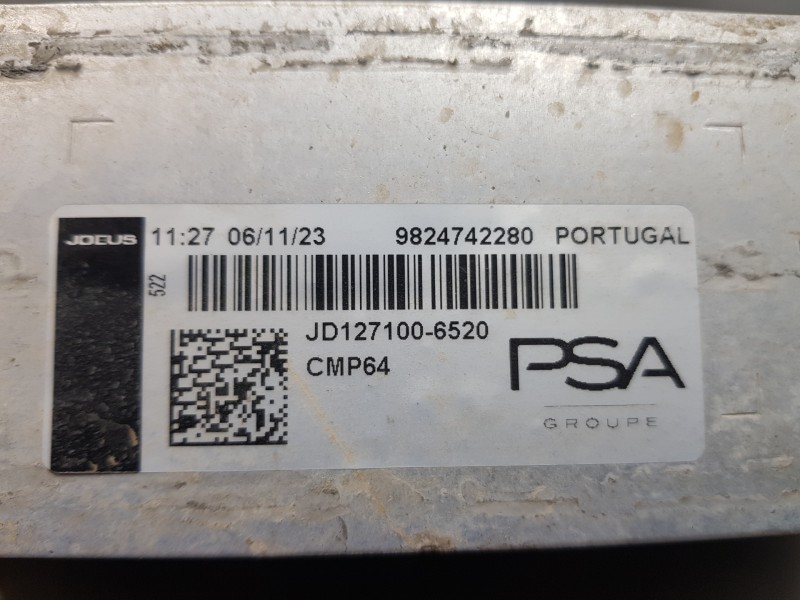 JDEUS 11:27 06/11/23 9824742280 PORTUGAL
522
JD127100-6520
CMP64
PSA
GROUPE